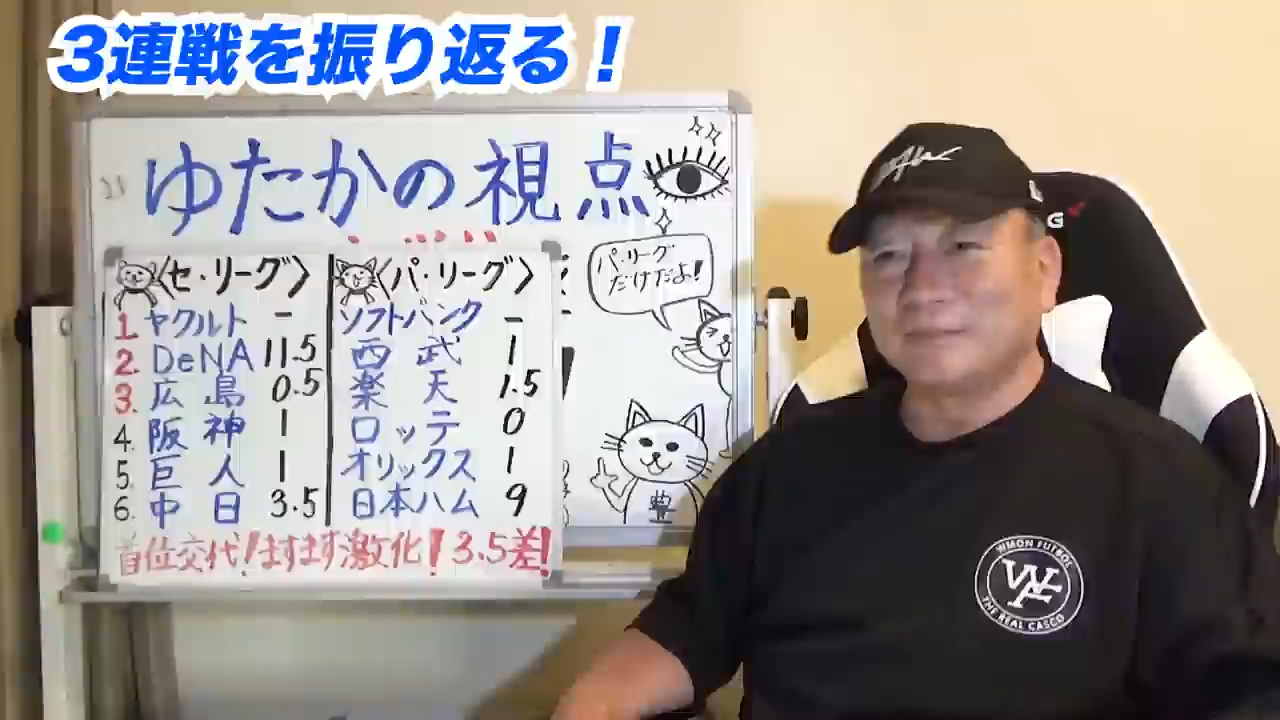 3連戦を振り返る!
ゆたかの視点
〈セ・リーグ〉
1. ヤクルト -
2. DeNA 11.5
3. 広島 0.5
4. 阪神 1
5. 巨人 1
6. 中日 3.5
〈パ・リーグ〉
ソフトバンク -
西武 1
楽天 1.5
ロッテ 0
オリックス 1
日本ハム 9
首位交代!ますます激化!3.5差!
パ・リーグ
だけだよ!
豊
G
WMON FUTBOL
THE REAL CASCO